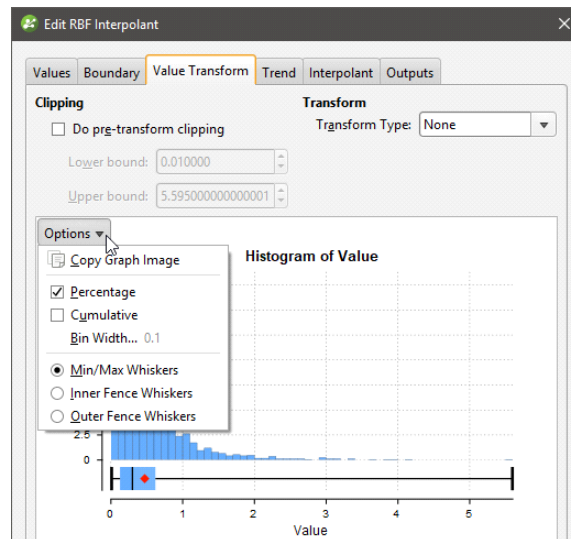 Edit RBF Interpolant
Values Boundary Value Transform Trend Interpolant Outputs
Clipping Transform
Do pre-transform clipping Transform Type: None
Lower bound: 0.010000
Upper bound: 5.595000000000001
Options
Copy Graph Image Histogram of Value
Percentage
Cumulative
Bin Width... 0.1
Min/Max Whiskers
Inner Fence Whiskers
Outer Fence Whiskers
2.5
0
0 1 2 3 4 5
Value